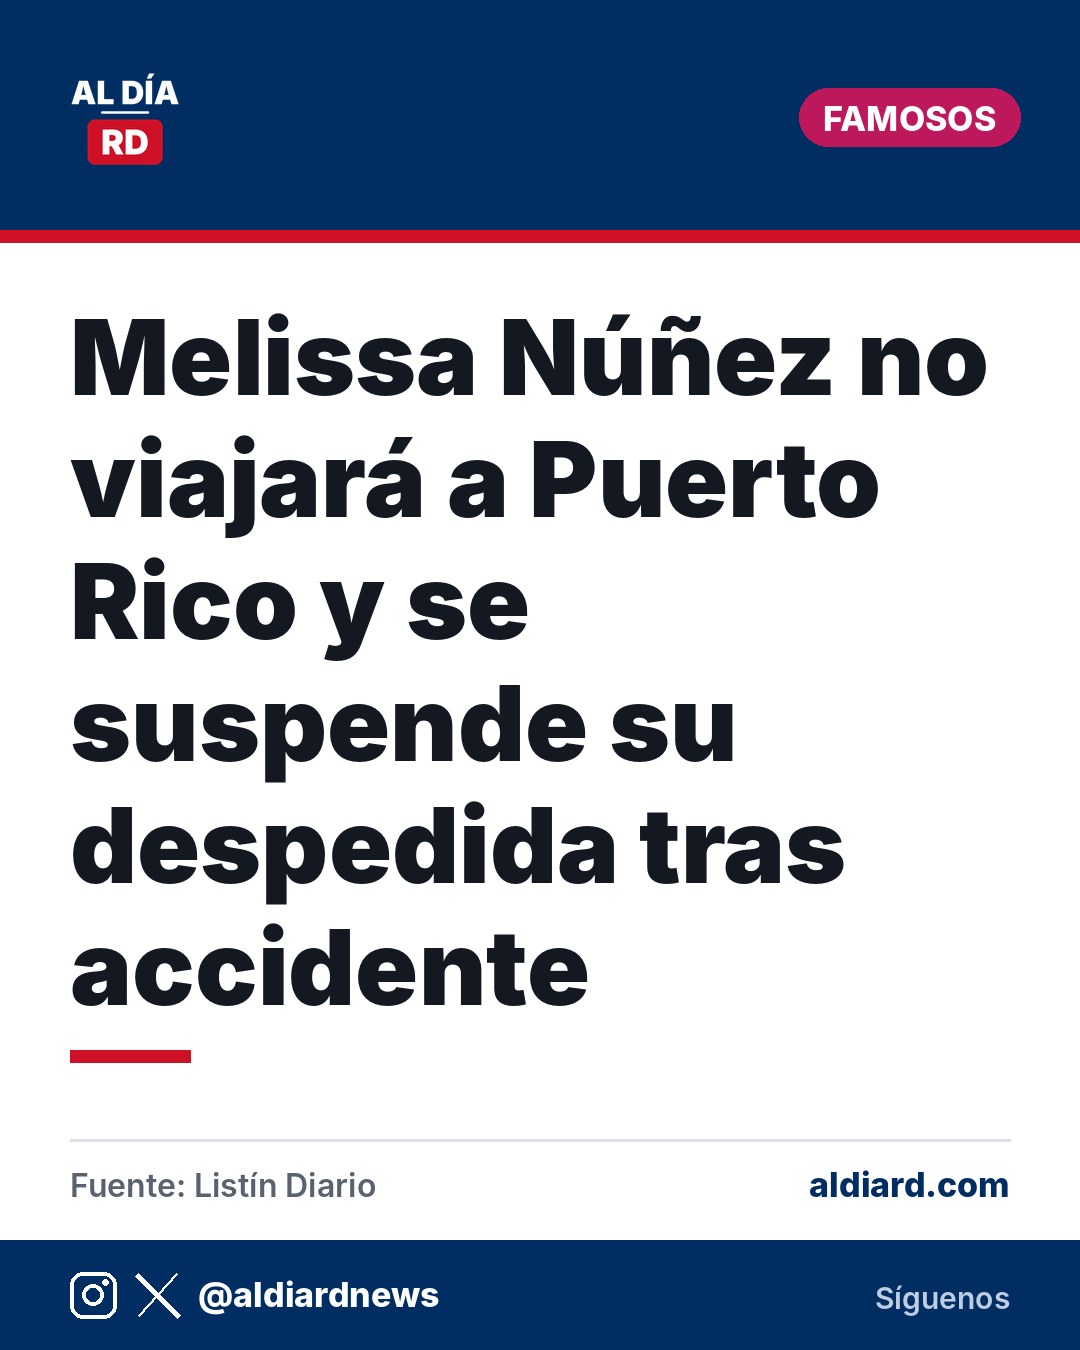 AL DÍA
RD
FAMOSOS
Melissa Núñez no
viajará a Puerto
Rico y se
suspende su
despedida tras
accidente
Fuente: Listín Diario
aldiard.com
@aldiardnews
Síguenos